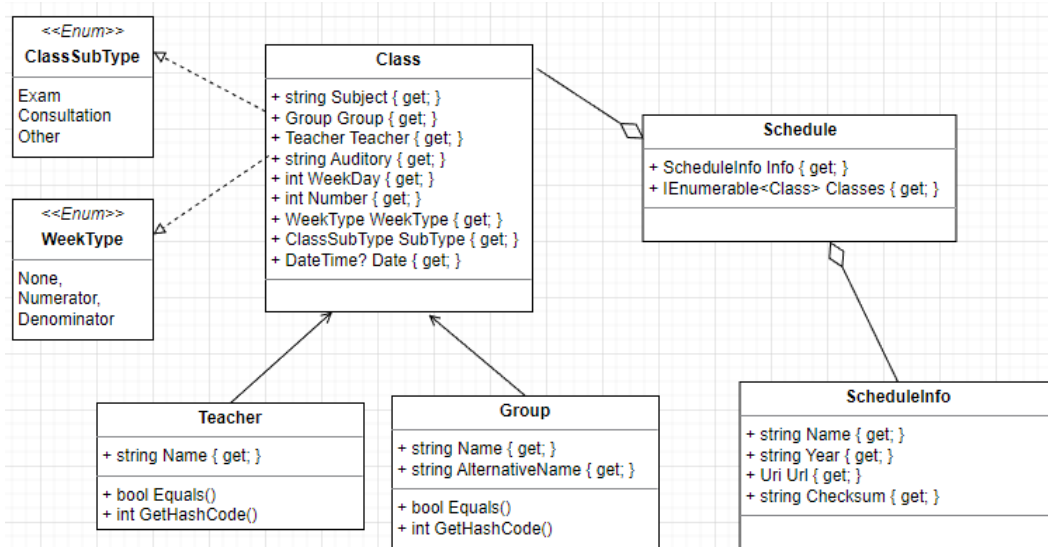 <<Enum>>
ClassSubType
Exam
Consultation
Other
<<Enum>>
WeekType
None,
Numerator,
Denominator
Class
+ string Subject { get; }
+ Group Group { get; }
+ Teacher Teacher { get; }
+ string Auditory { get; }
+ int WeekDay { get; }
+ int Number { get; }
+ WeekType WeekType { get; }
+ ClassSubType SubType { get; }
+ DateTime? Date { get; }
Schedule
+ ScheduleInfo Info { get; }
+ IEnumerable<Class> Classes { get; }
Teacher
+ string Name { get; }
+ bool Equals()
+ int GetHashCode()
Group
+ string Name { get; }
+ string AlternativeName { get; }
+ bool Equals()
+ int GetHashCode()
ScheduleInfo
+ string Name { get; }
+ string Year { get; }
+ Uri Url { get; }
+ string Checksum { get; }